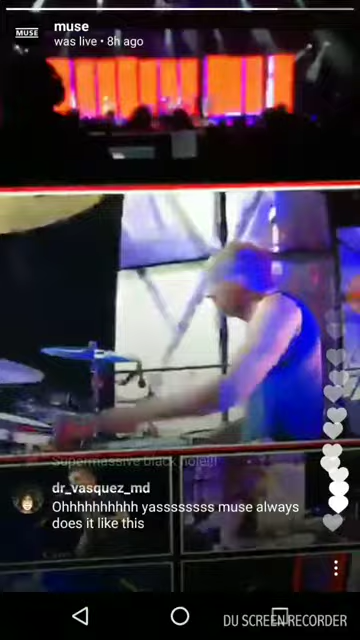 muse
MUSE
was live • 8h ago
Supermassive black hole!!!
dr_vasquez_md
Ohhhhhhhhhh yassssssss muse always
does it like this
DU SCREEN RECORDER